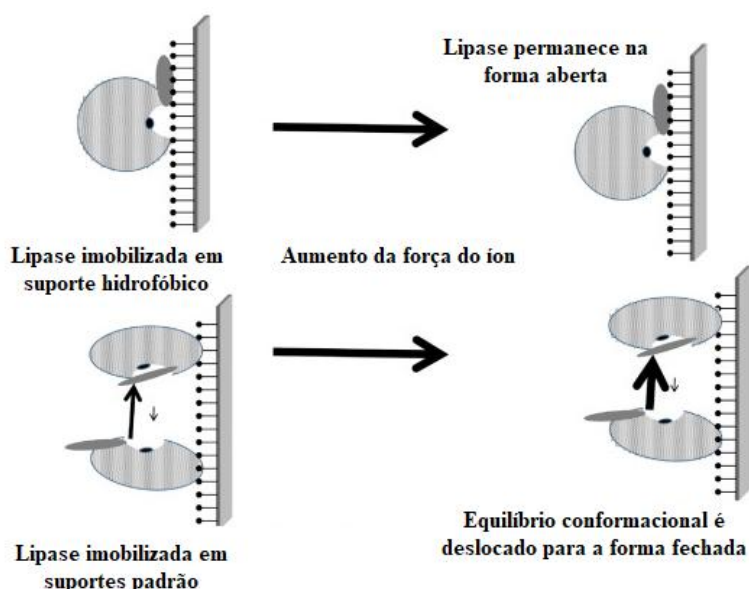 Lipase permanece na
forma aberta
Lipase imobilizada em
suporte hidrofóbico
Aumento da força do íon
Lipase imobilizada em
suportes padrão
Equilíbrio conformacional é
deslocado para a forma fechada